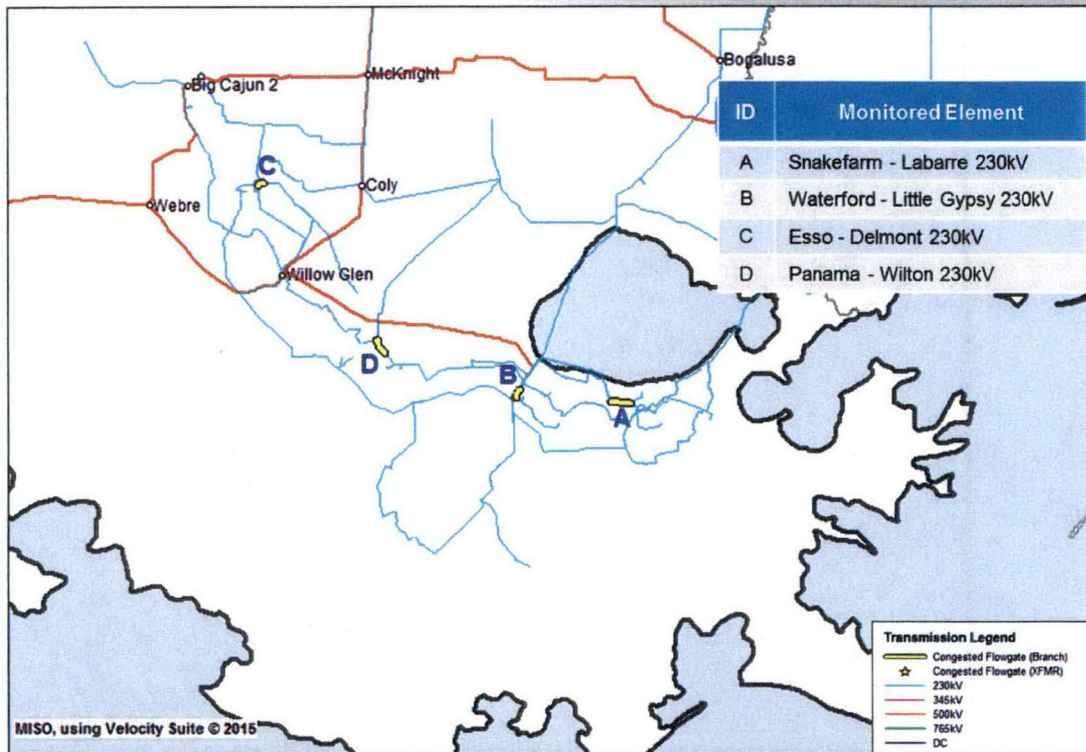 Bogalusa
McKnight
Big Cajun 2
ID Monitored Element
A Snakefarm - Labarre 230kV
B Waterford - Little Gypsy 230kV
C Esso - Delmont 230kV
D Panama - Wilton 230kV
C
Coly
Webre
Willow Glen
D
B
A
Transmission Legend
Congested Flowgate (Branch)
Congested Flowgate (XFMR)
230kV
345kV
500kV
765kV
DC
MISO, using Velocity Suite © 2015